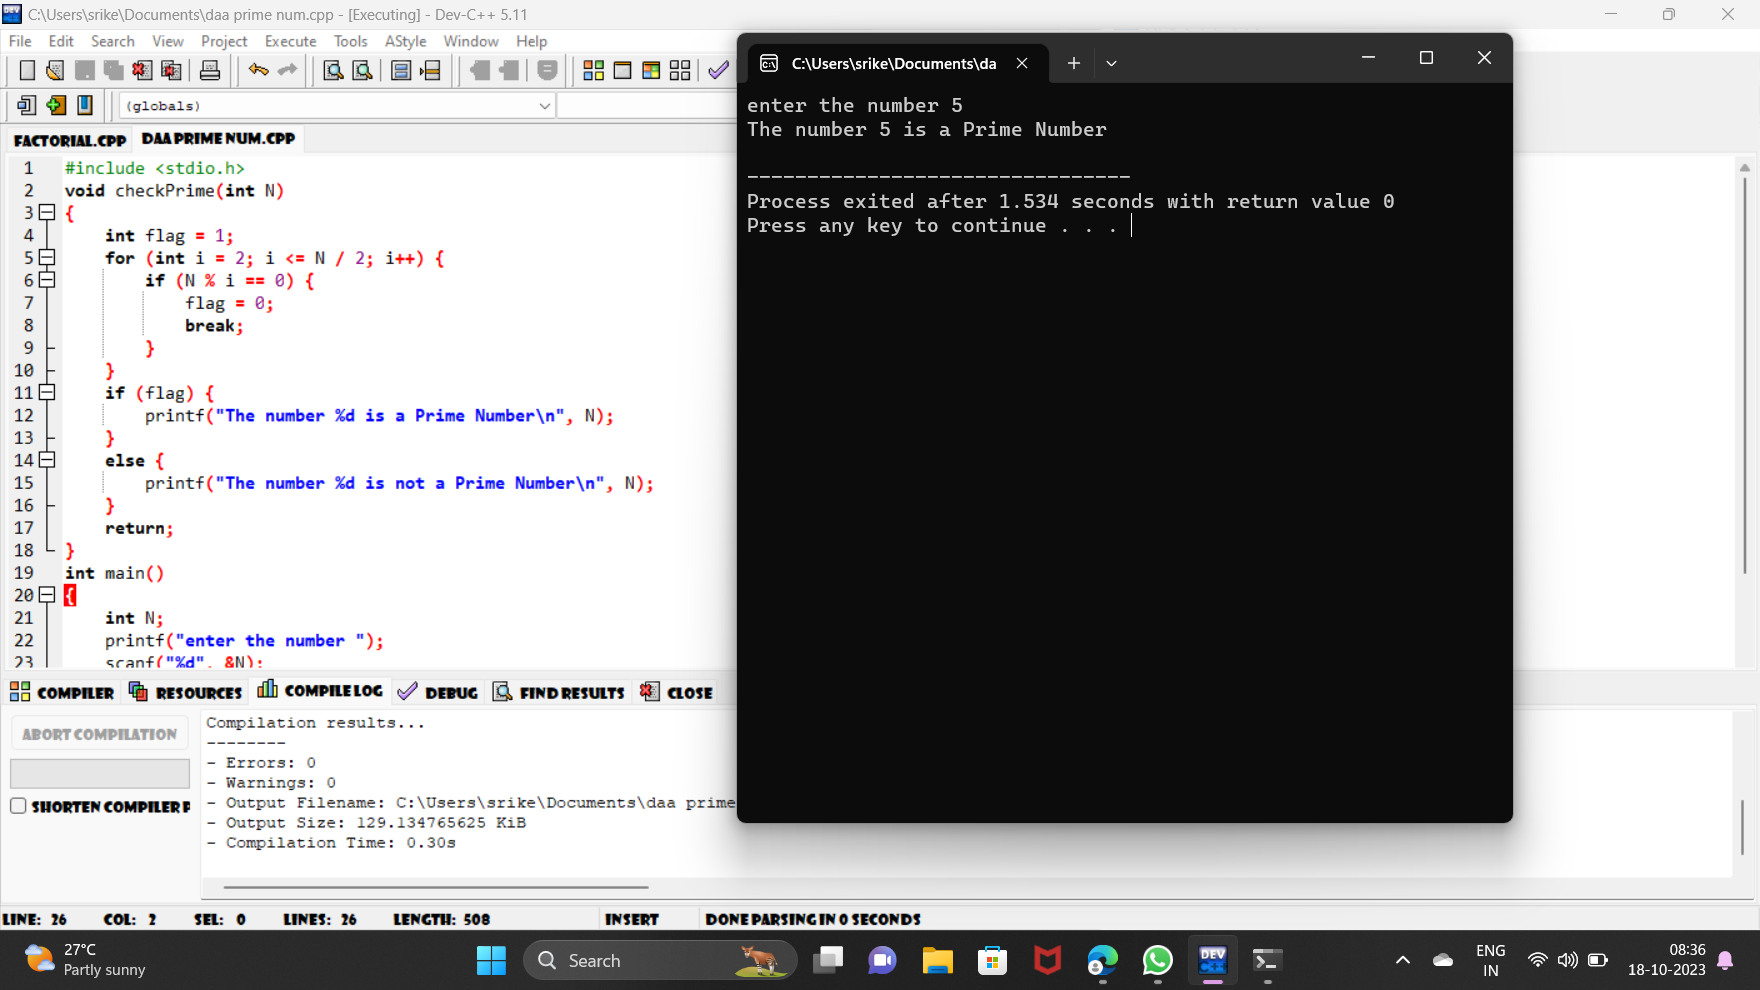 C:\Users\srike\Documents\daa prime num.cpp - [Executing] - Dev-C++ 5.11
File Edit Search View Project Execute Tools AStyle Window Help
(globals)
FACTORIAL.CPP DAA PRIME NUM.CPP
1 #include <stdio.h>
2 void checkPrime(int N)
3 {
4 int flag = 1;
5 for (int i = 2; i <= N / 2; i++) {
6 if (N % i == 0) {
7 flag = 0;
8 break;
9 }
10 }
11 if (flag) {
12 printf("The number %d is a Prime Number\n", N);
13 }
14 else {
15 printf("The number %d is not a Prime Number\n", N);
16 }
17 return;
18 }
19 int main()
20 {
21 int N;
22 printf("enter the number ");
23 scanf("%d", &N);
C:\Users\srike\Documents\da
enter the number 5
The number 5 is a Prime Number
--------------------------------
Process exited after 1.534 seconds with return value 0
Press any key to continue . . .
COMPILER RESOURCES COMPILE LOG DEBUG FIND RESULTS CLOSE
ABORT COMPILATION
SHORTEN COMPILER P
Compilation results...
--------
- Errors: 0
- Warnings: 0
- Output Filename: C:\Users\srike\Documents\daa prime
- Output Size: 129.134765625 KiB
- Compilation Time: 0.30s
LINE: 26 COL: 2 SEL: 0 LINES: 26 LENGTH: 508 INSERT DONE PARSING IN 0 SECONDS
27°C
Partly sunny
Search
DEV
C++
ENG
IN
08:36
18-10-2023